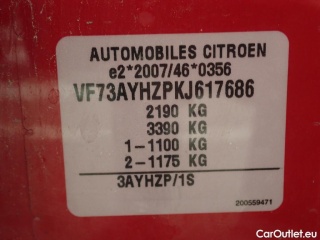 AUTOMOBILES CITROEN
e2*2007/46*0356
VF73AYHZPKJ617686
2190 KG
3390 KG
1-1100 KG
2-1175 KG
3AYHZP/1S
200559471
CarOutlet.eu